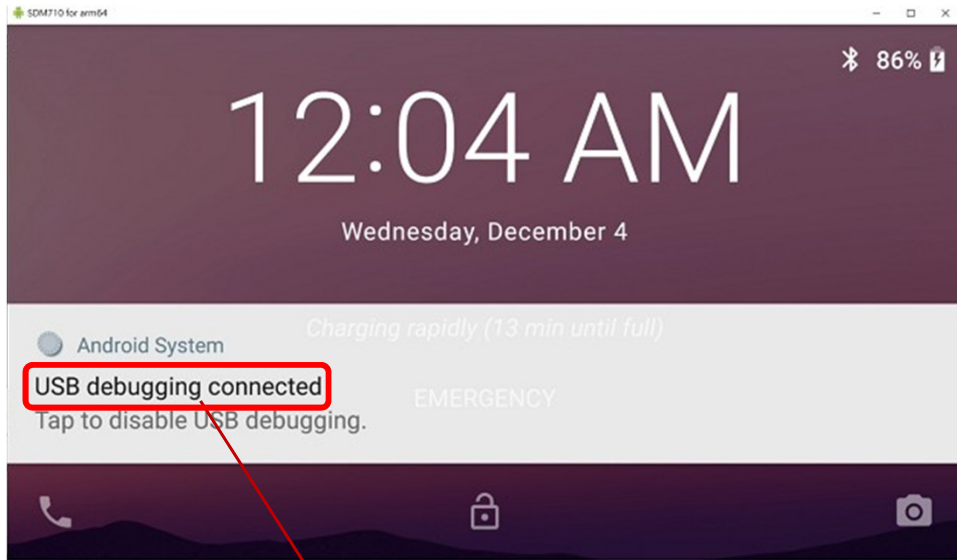 SDM710 for arm64
86%
12:04 AM
Wednesday, December 4
Charging rapidly (13 min until full)
Android System
USB debugging connected
EMERGENCY
Tap to disable USB debugging.